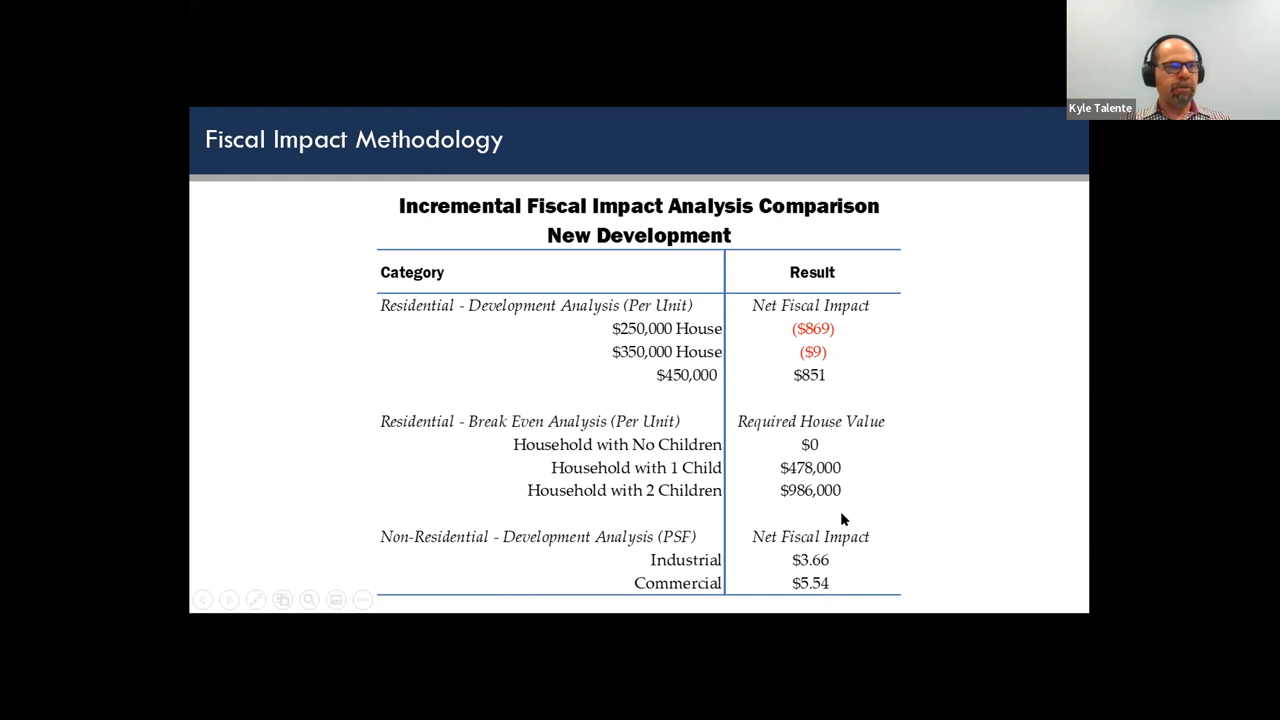 Kyle Talente
Fiscal Impact Methodology
Incremental Fiscal Impact Analysis Comparison
New Development
Category Result
Residential - Development Analysis (Per Unit) Net Fiscal Impact
$250,000 House ($869)
$350,000 House ($9)
$450,000 $851
Residential - Break Even Analysis (Per Unit) Required House Value
Household with No Children $0
Household with 1 Child $478,000
Household with 2 Children $986,000
Non-Residential - Development Analysis (PSF) Net Fiscal Impact
Industrial $3.66
Commercial $5.54